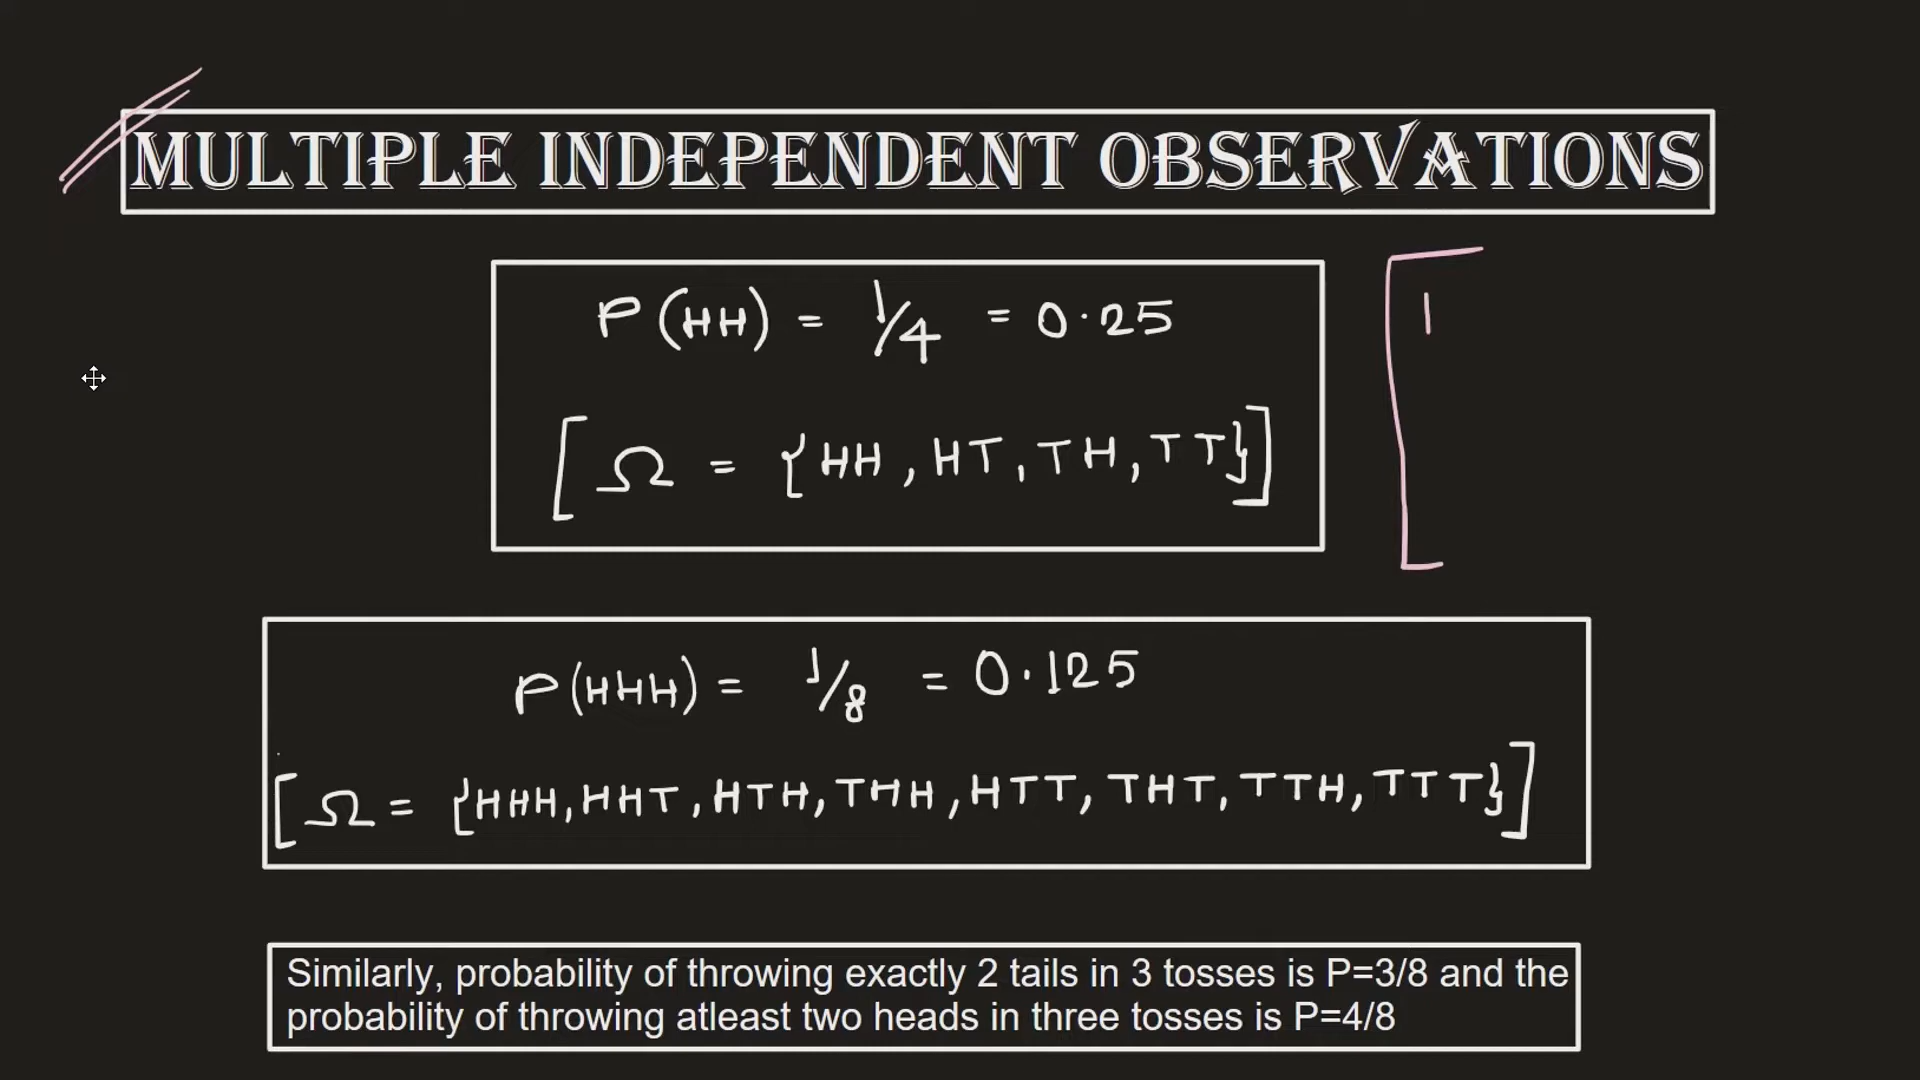 MULTIPLE INDEPENDENT OBSERVATIONS
P(HH) = 1/4 = 0.25
[Ω = {HH, HT, TH, TT}]
P(HHH) = 1/8 = 0.125
[Ω = {HHH, HHT, HTH, THH, HTT, THT, TTH, TTT}]
Similarly, probability of throwing exactly 2 tails in 3 tosses is P=3/8 and the
probability of throwing atleast two heads in three tosses is P=4/8